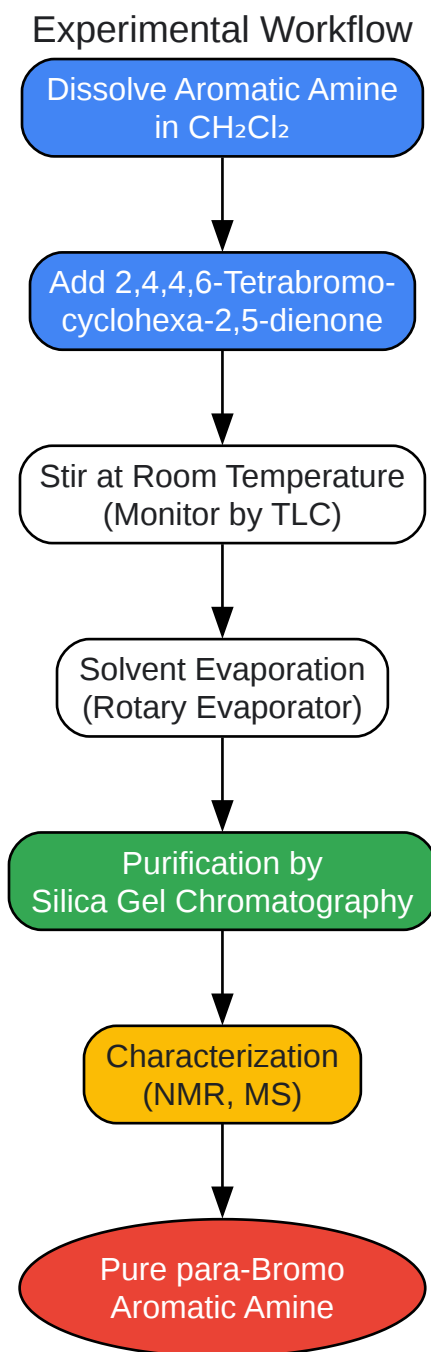 Experimental Workflow
Dissolve Aromatic Amine
in CH₂Cl₂
Add 2,4,4,6-Tetrabromo-
cyclohexa-2,5-dienone
Stir at Room Temperature
(Monitor by TLC)
Solvent Evaporation
(Rotary Evaporator)
Purification by
Silica Gel Chromatography
Characterization
(NMR, MS)
Pure para-Bromo
Aromatic Amine